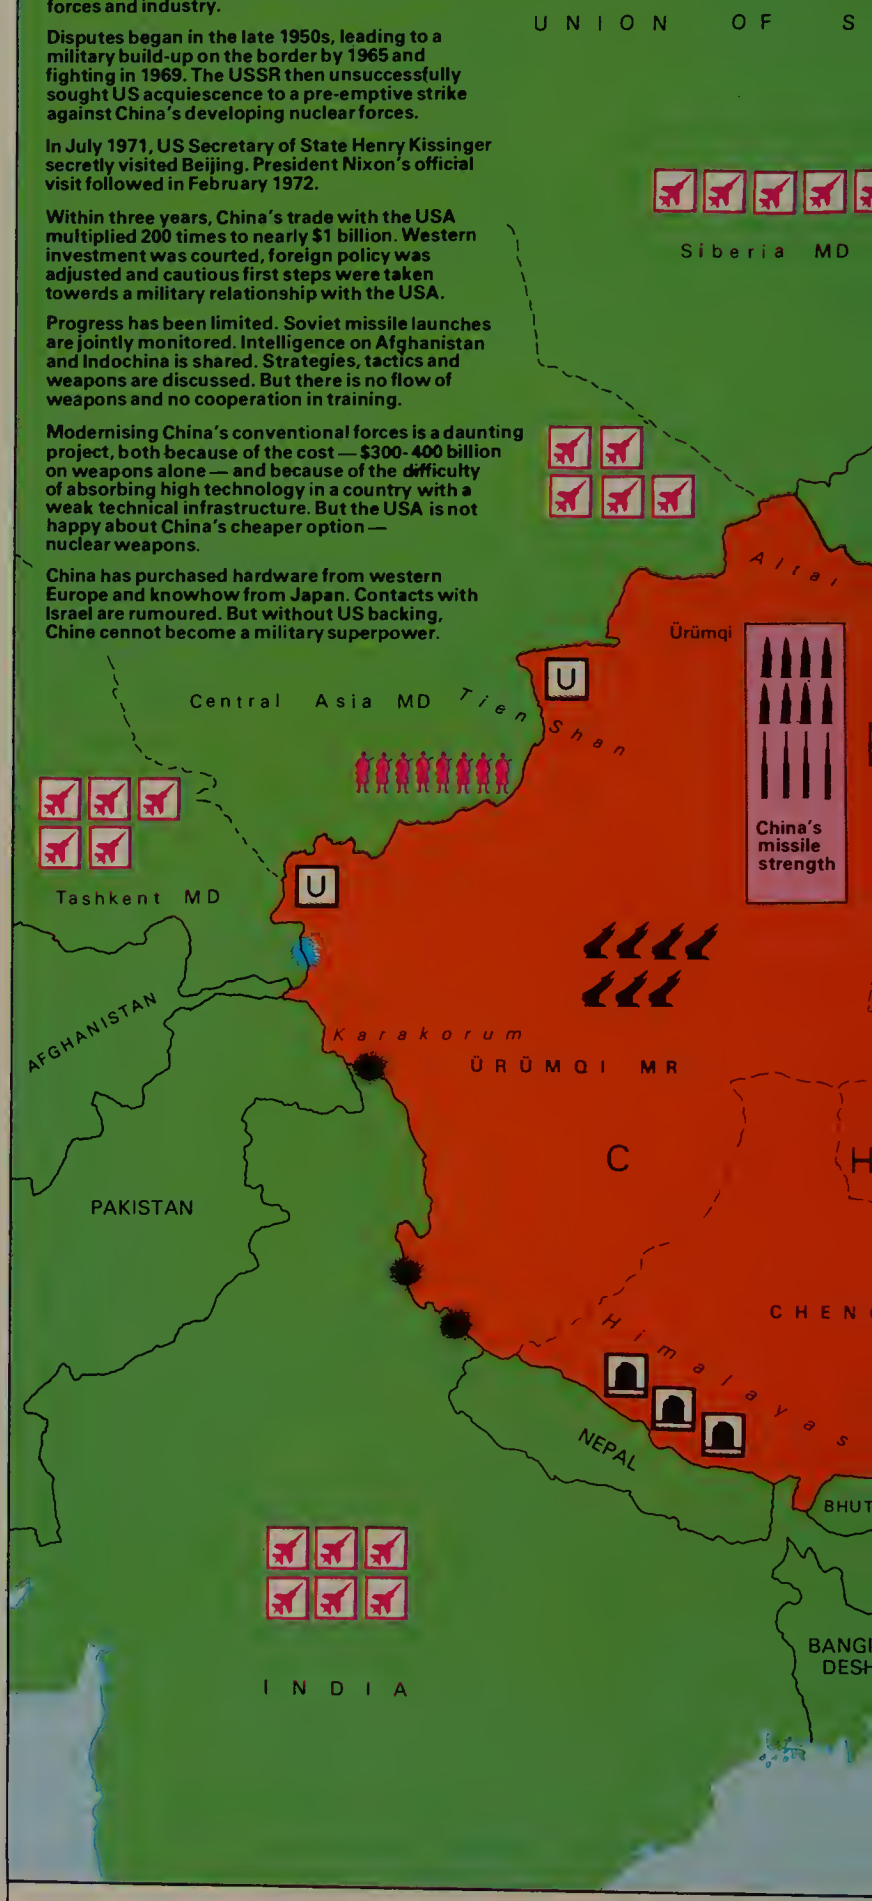 forces and industry.
Disputes began in the late 1950s, leading to a
military build-up on the border by 1965 and
fighting in 1969. The USSR then unsuccessfully
sought US acquiescence to a pre-emptive strike
against China's developing nuclear forces.
In July 1971, US Secretary of State Henry Kissinger
secretly visited Beijing. President Nixon's official
visit followed in February 1972.
Within three years, China's trade with the USA
multiplied 200 times to nearly $1 billion. Western
investment was courted, foreign policy was
adjusted and cautious first steps were taken
towerds a military relationship with the USA.
Progress has been limited. Soviet missile launches
are jointly monitored. Intelligence on Afghanistan
and Indochina is shared. Strategies, tactics and
weapons are discussed. But there is no flow of
weapons and no cooperation in training.
Modernising China's conventional forces is a daunting
project, both because of the cost — $300-400 billion
on weapons alone — and because of the difficulty
of absorbing high technology in a country with a
weak technical infrastructure. But the USA is not
happy about China's cheaper option —
nuclear weapons.
China has purchased hardware from western
Europe and knowhow from Japan. Contacts with
Israel are rumoured. But without US backing,
Chine cennot become a military superpower.
UNION OF S
Siberia MD
Altai
Ürümqi
U
Central Asia MD
Tien Shan
China's
missile
strength
U
Tashkent MD
AFGHANISTAN
Karakorum
ÜRÜMQI MR
C H
PAKISTAN
CHEN
Himalayas
NEPAL
BHUT
BANG
DESH
INDIA